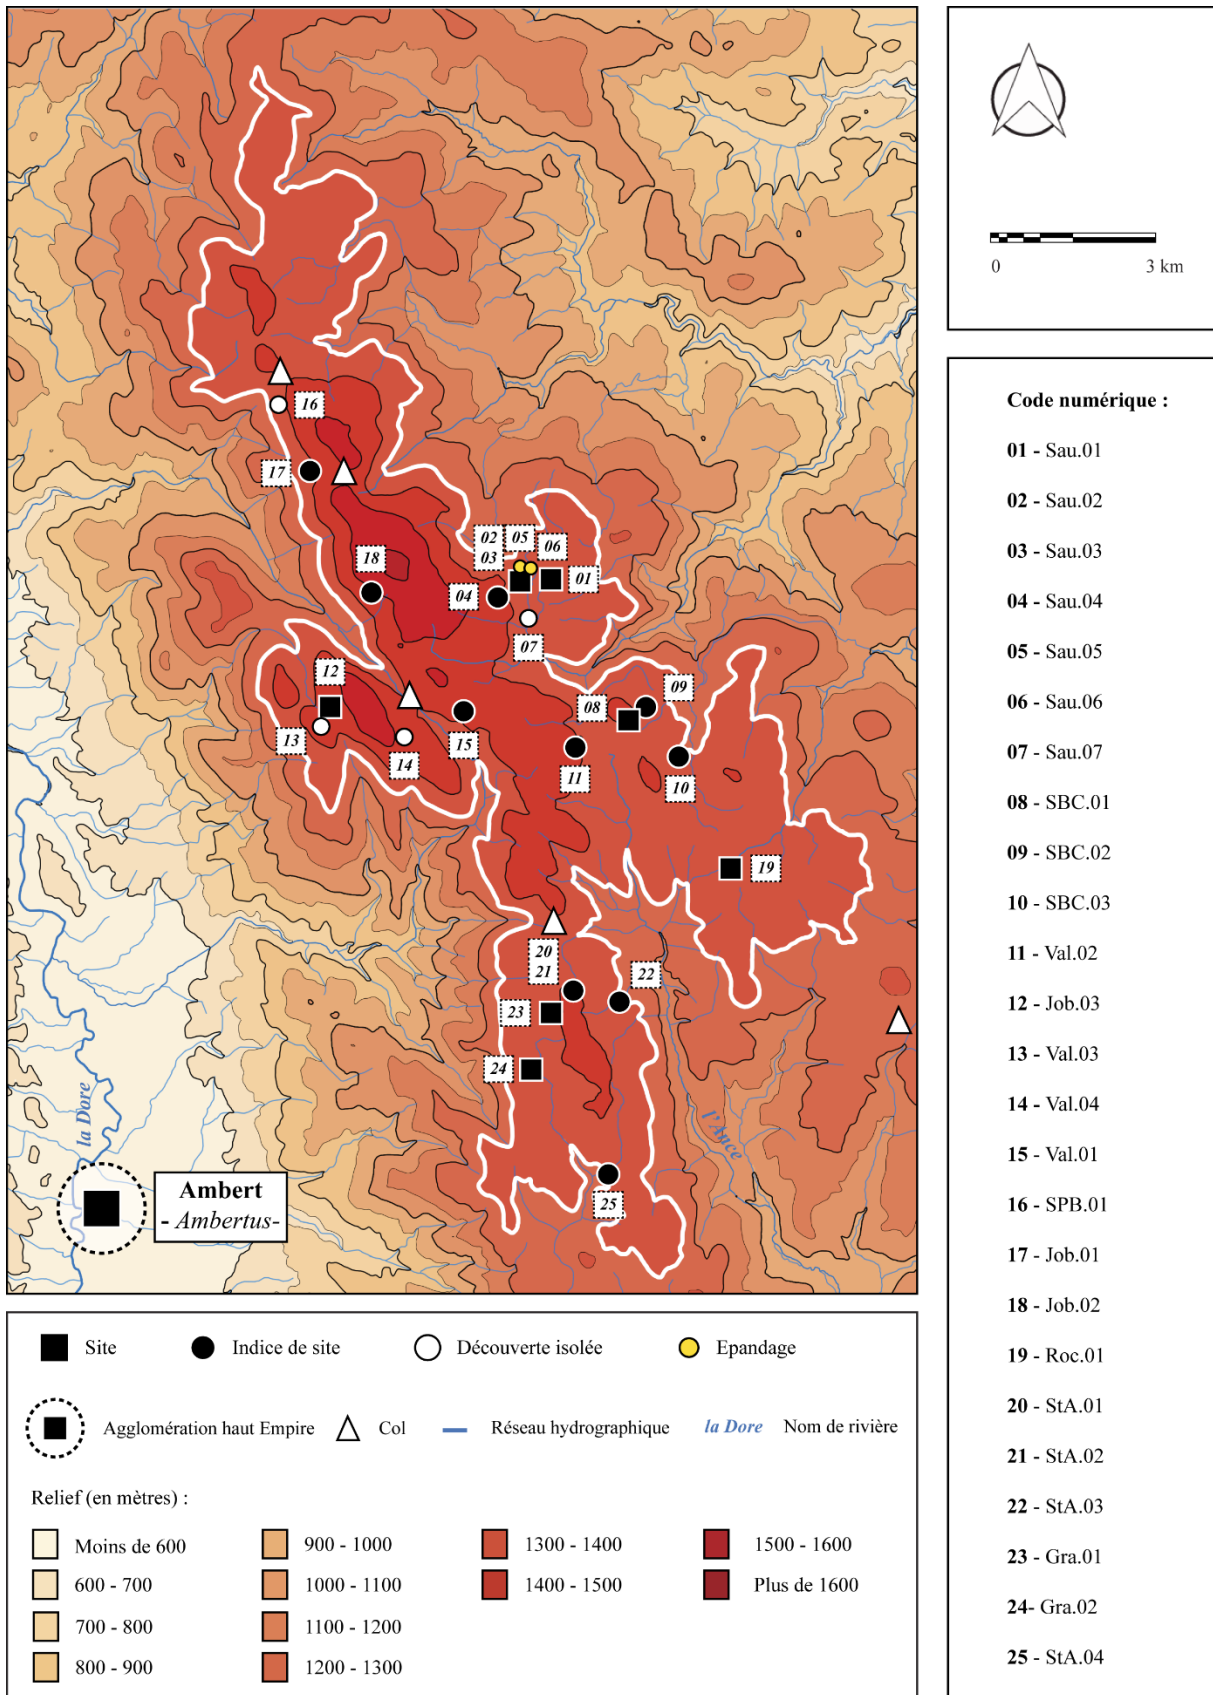 16
17
18
02
03
05
06
01
04
07
12
13
14
15
08
09
10
11
19
20
21
22
23
24
25
la Dore
l'Ance
Ambert
- Ambertus-
0
3 km
Code numérique :
01 - Sau.01
02 - Sau.02
03 - Sau.03
04 - Sau.04
05 - Sau.05
06 - Sau.06
07 - Sau.07
08 - SBC.01
09 - SBC.02
10 - SBC.03
11 - Val.02
12 - Job.03
13 - Val.03
14 - Val.04
15 - Val.01
16 - SPB.01
17 - Job.01
18 - Job.02
19 - Roc.01
20 - StA.01
21 - StA.02
22 - StA.03
23 - Gra.01
24- Gra.02
25 - StA.04
Site
Indice de site
Découverte isolée
Epandage
Agglomération haut Empire
Col
Réseau hydrographique
la Dore
Nom de rivière
Relief (en mètres) :
Moins de 600
600 - 700
700 - 800
800 - 900
900 - 1000
1000 - 1100
1100 - 1200
1200 - 1300
1300 - 1400
1400 - 1500
1500 - 1600
Plus de 1600